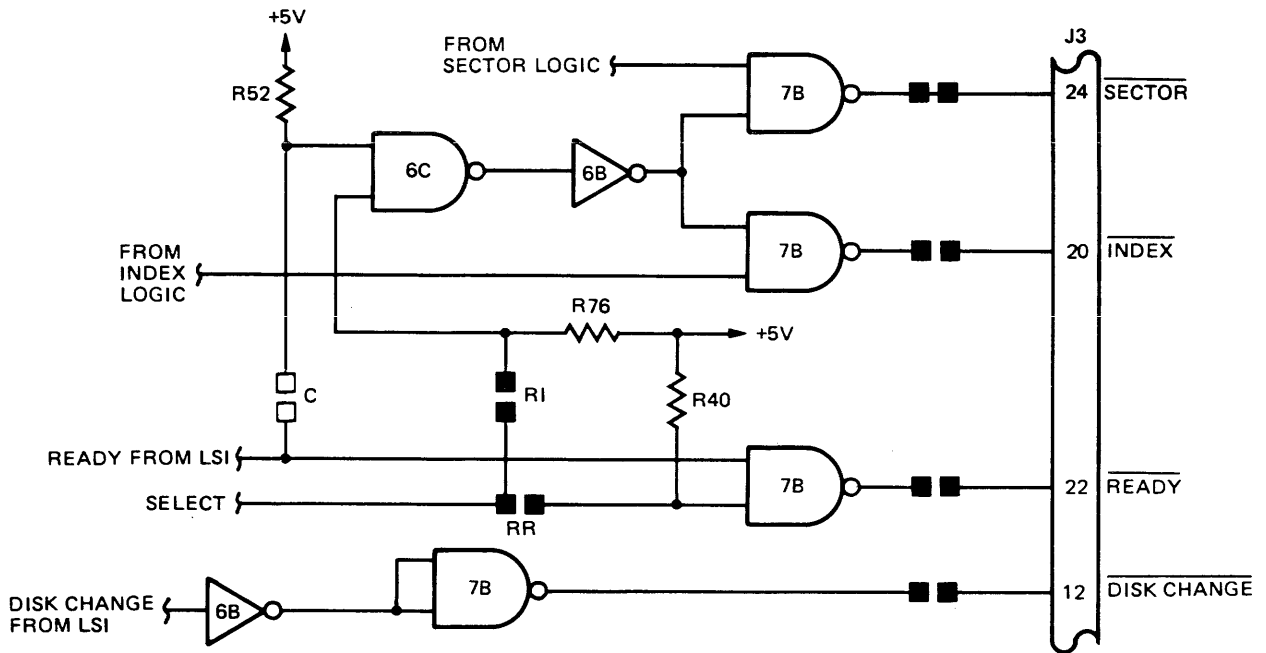 +5V
R52
FROM
SECTOR LOGIC
7B
J3
24 SECTOR
6C
6B
FROM
INDEX
LOGIC
7B
20 INDEX
R76
+5V
C
RI
R40
READY FROM LSI
SELECT
RR
7B
22 READY
DISK CHANGE
FROM LSI
6B
7B
12 DISK CHANGE